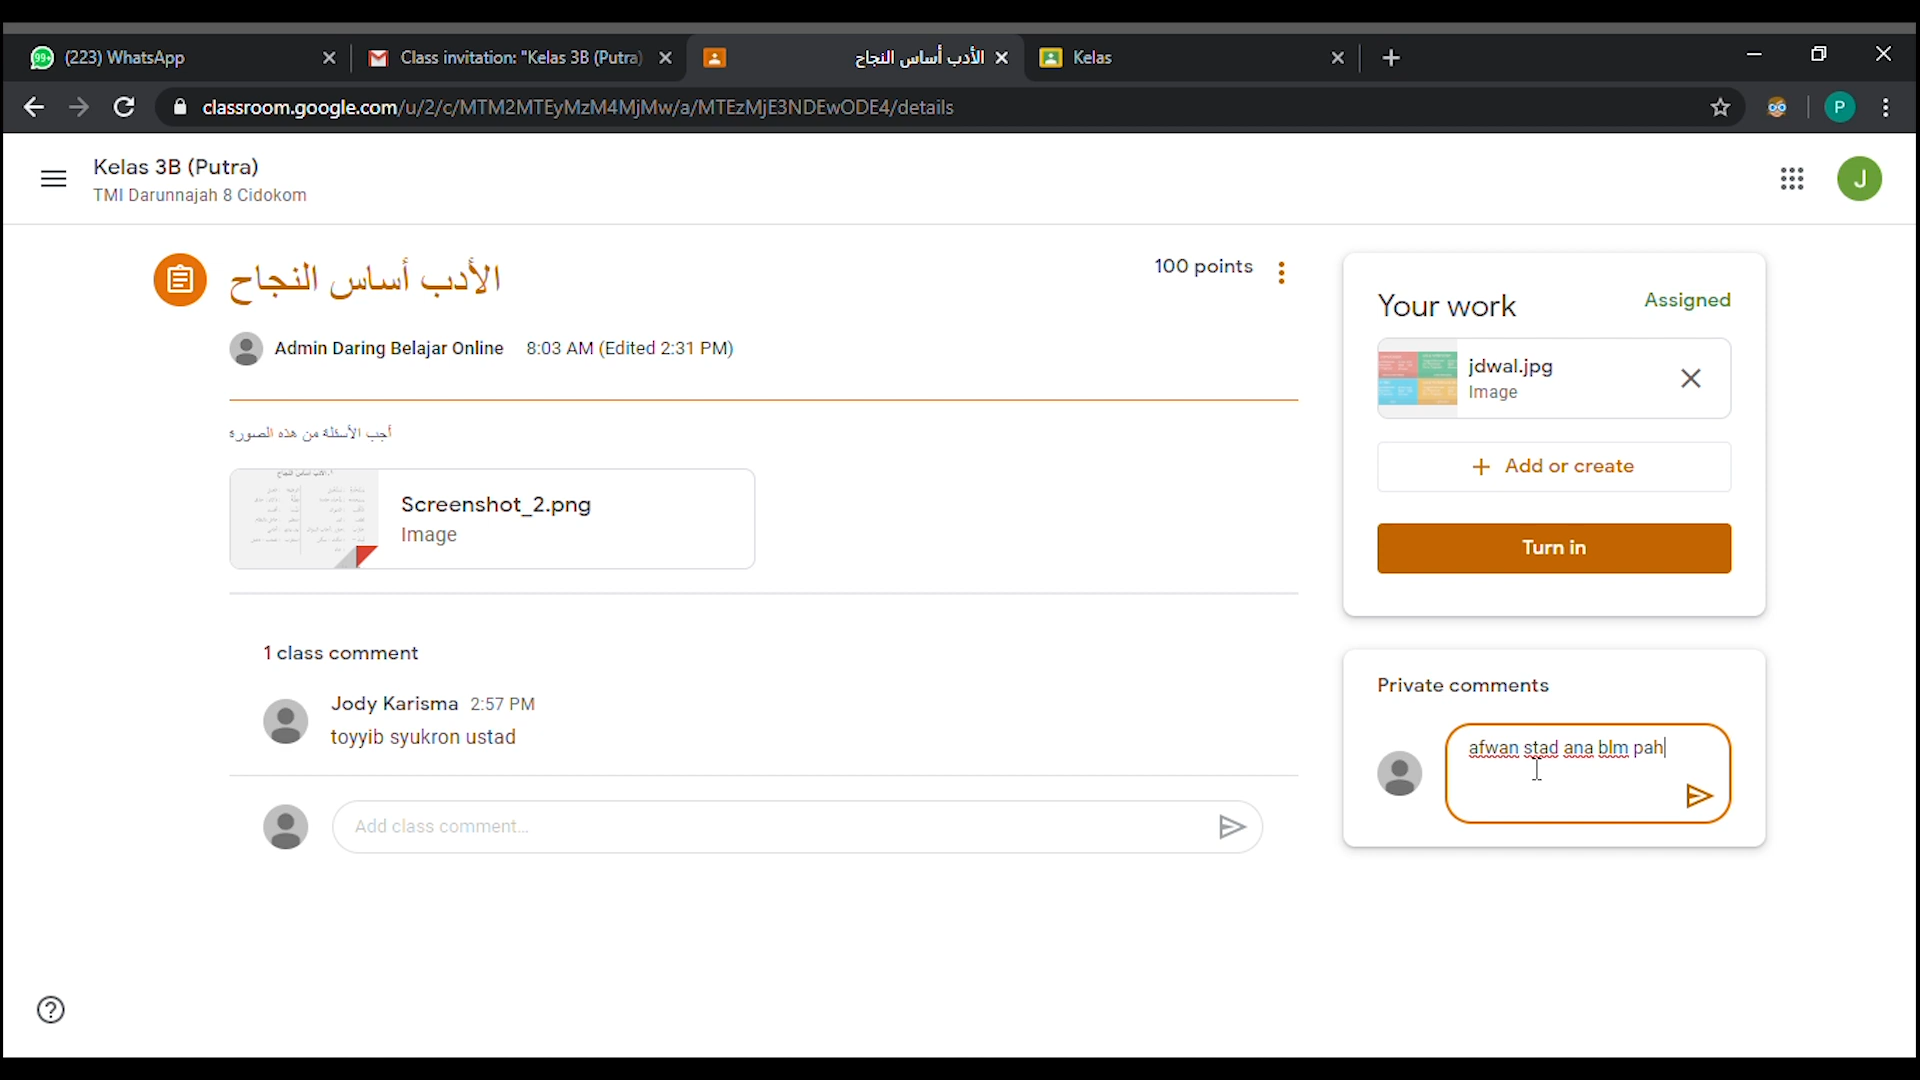 (223) WhatsApp
Class invitation: "Kelas 3B (Putra)
الأدب أساس النجاح
Kelas
classroom.google.com/u/2/c/MTM2MTEyMzM4MjMw/a/MTEzMjE3NDEwODE4/details
P
Kelas 3B (Putra)
TMI Darunnajah 8 Cidokom
J
الأدب أساس النجاح
100 points
Admin Daring Belajar Online 8:03 AM (Edited 2:31 PM)
أجب الأسئلة من هذه الصورة
Screenshot_2.png
Image
1 class comment
Jody Karisma 2:57 PM
toyyib syukron ustad
Add class comment...
Your work
Assigned
jdwal.jpg
Image
Add or create
Turn in
Private comments
afwan stad ana blm pah